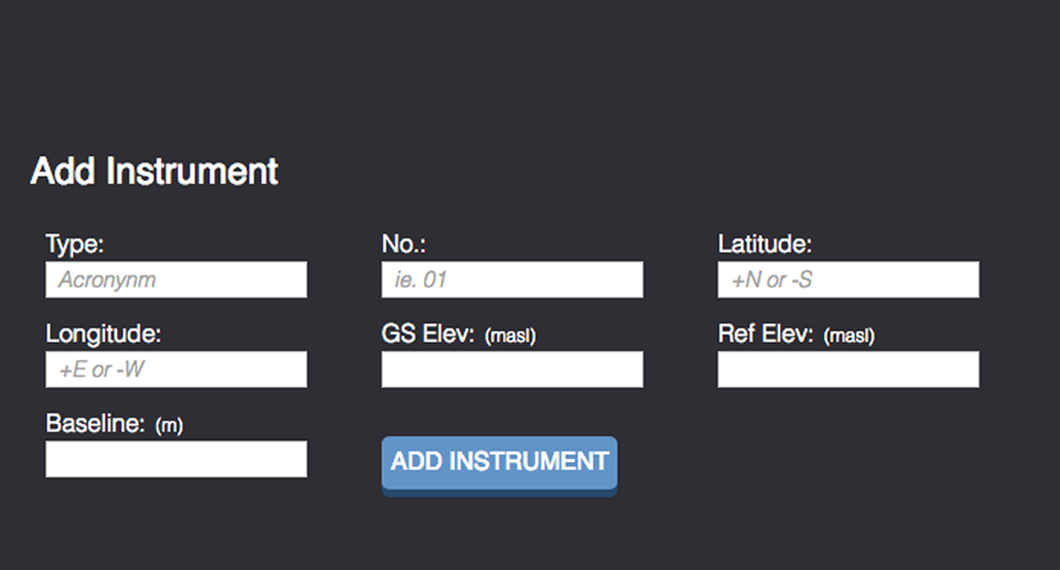 Add Instrument
Type: No.: Latitude:
Acronynm ie. 01 +N or -S
Longitude: GS Elev: (masl) Ref Elev: (masl)
+E or -W
Baseline: (m)
ADD INSTRUMENT